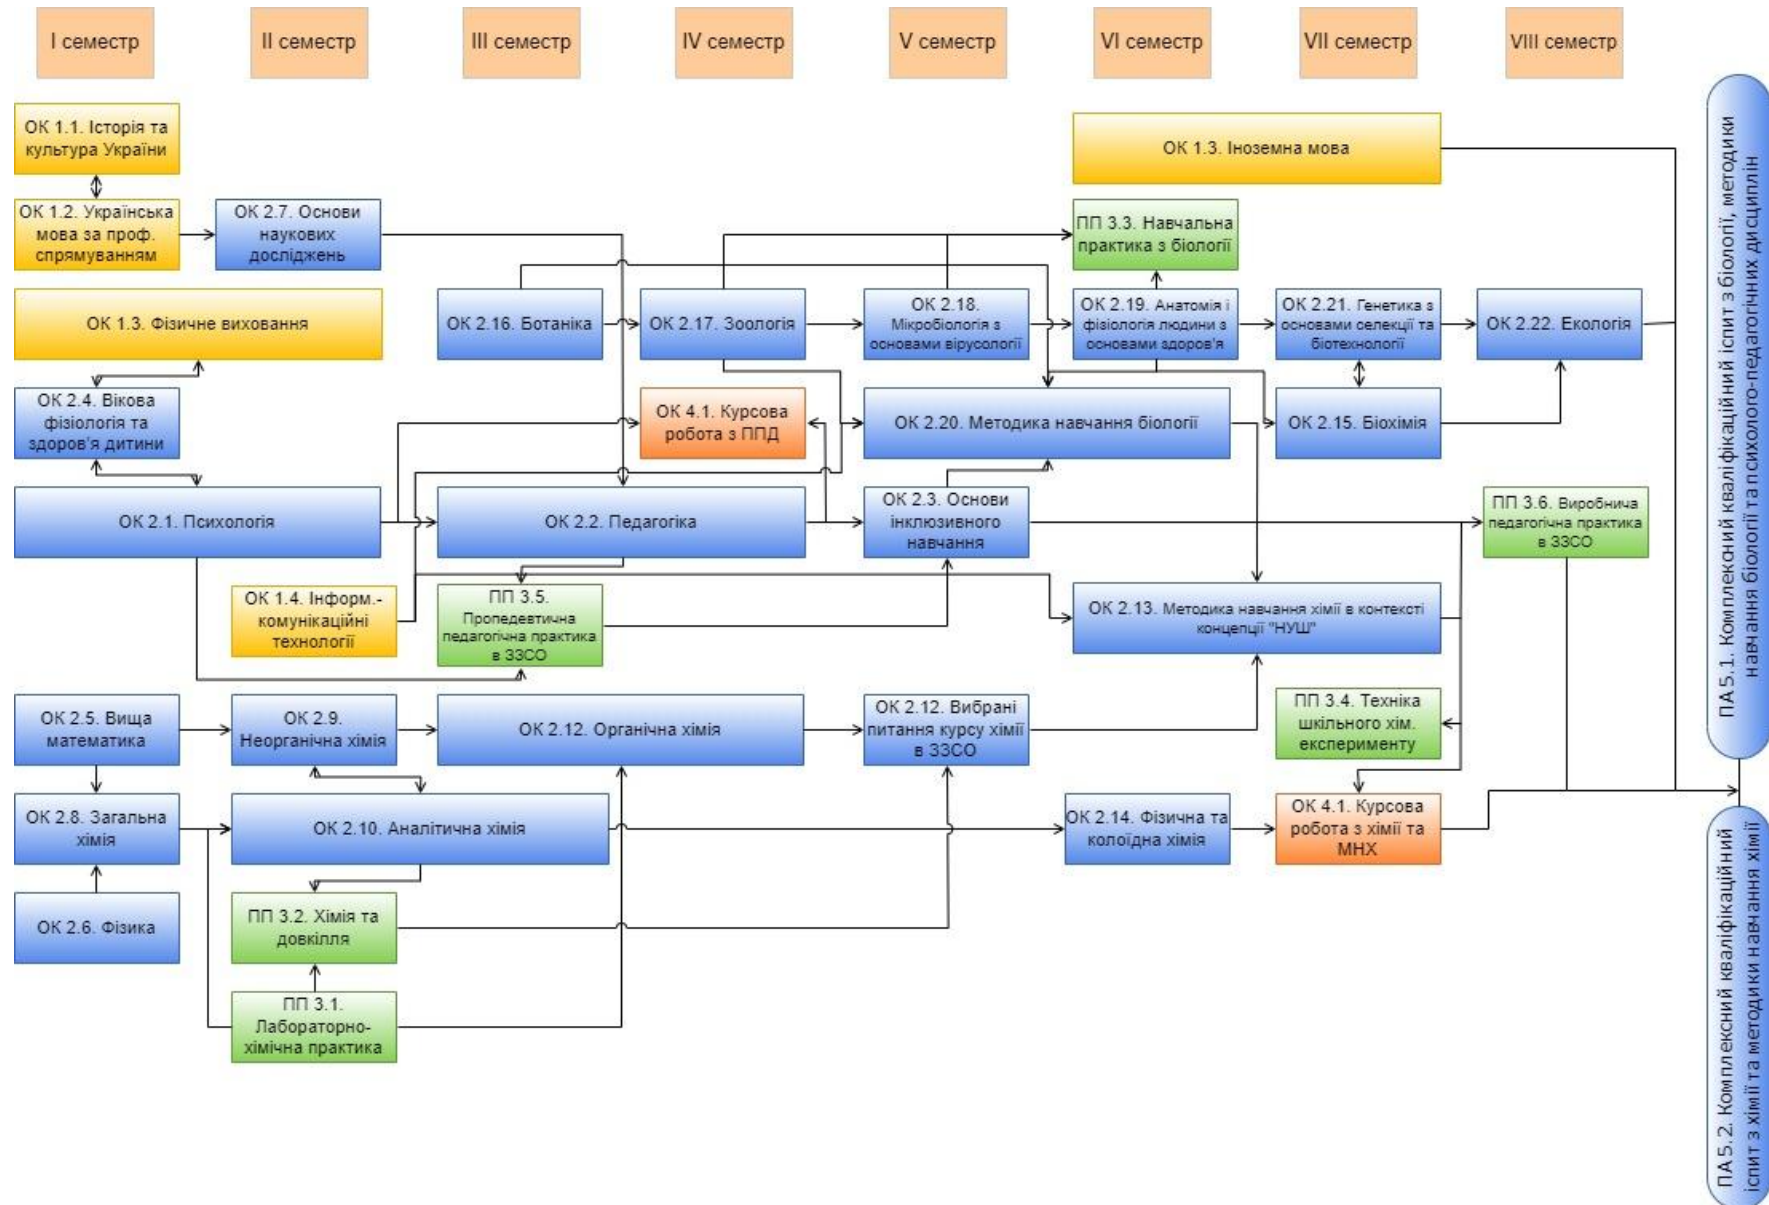 I семестр
II семестр
III семестр
IV семестр
V семестр
VI семестр
VII семестр
VIII семестр
ОК 1.1. Історія та
культура України
ОК 1.3. Іноземна мова
ОК 1.2. Українська
мова за проф.
спрямуванням
ОК 2.7. Основи
наукових
досліджень
ПП 3.3. Навчальна
практика з біології
ОК 1.3. Фізичне виховання
ОК 2.16. Ботаніка
ОК 2.17. Зоологія
ОК 2.18.
Мікробіологія з
основами вірусології
ОК 2.19. Анатомія і
фізіологія людини з
основами здоров'я
ОК 2.21. Генетика з
основами селекції та
біотехнології
ОК 2.22. Екологія
ОК 2.4. Вікова
фізіологія та
здоров'я дитини
ОК 4.1. Курсова
робота з ППД
ОК 2.20. Методика навчання біології
ОК 2.15. Біохімія
ОК 2.1. Психологія
ОК 2.2. Педагогіка
ОК 2.3. Основи
інклюзивного
навчання
ПП 3.6. Виробнича
педагогічна практика
в ЗЗСО
ОК 1.4. Інформ.-
комунікаційні
технології
ПП 3.5.
Пропедевтична
педагогічна практика
в ЗЗСО
ОК 2.13. Методика навчання хімії в контексті
концепції "НУШ"
ОК 2.5. Вища
математика
ОК 2.9.
Неорганічна хімія
ОК 2.12. Органічна хімія
ОК 2.12. Вибрані
питання курсу хімії
в ЗЗСО
ПП 3.4. Техніка
шкільного хім.
експерименту
ОК 2.8. Загальна
хімія
ОК 2.10. Аналітична хімія
ОК 2.14. Фізична та
колоїдна хімія
ОК 4.1. Курсова
робота з хімії та
МНХ
ОК 2.6. Фізика
ПП 3.2. Хімія та
довкілля
ПП 3.1.
Лабораторно-
хімічна практика
ПА 5.1. Комплексний кваліфікаційний іспит з біології, методики
навчання біології та психолого-педагогічних дисциплін
ПА 5.2. Комплексний кваліфікаційний
іспит з хімії та методики навчання хімії